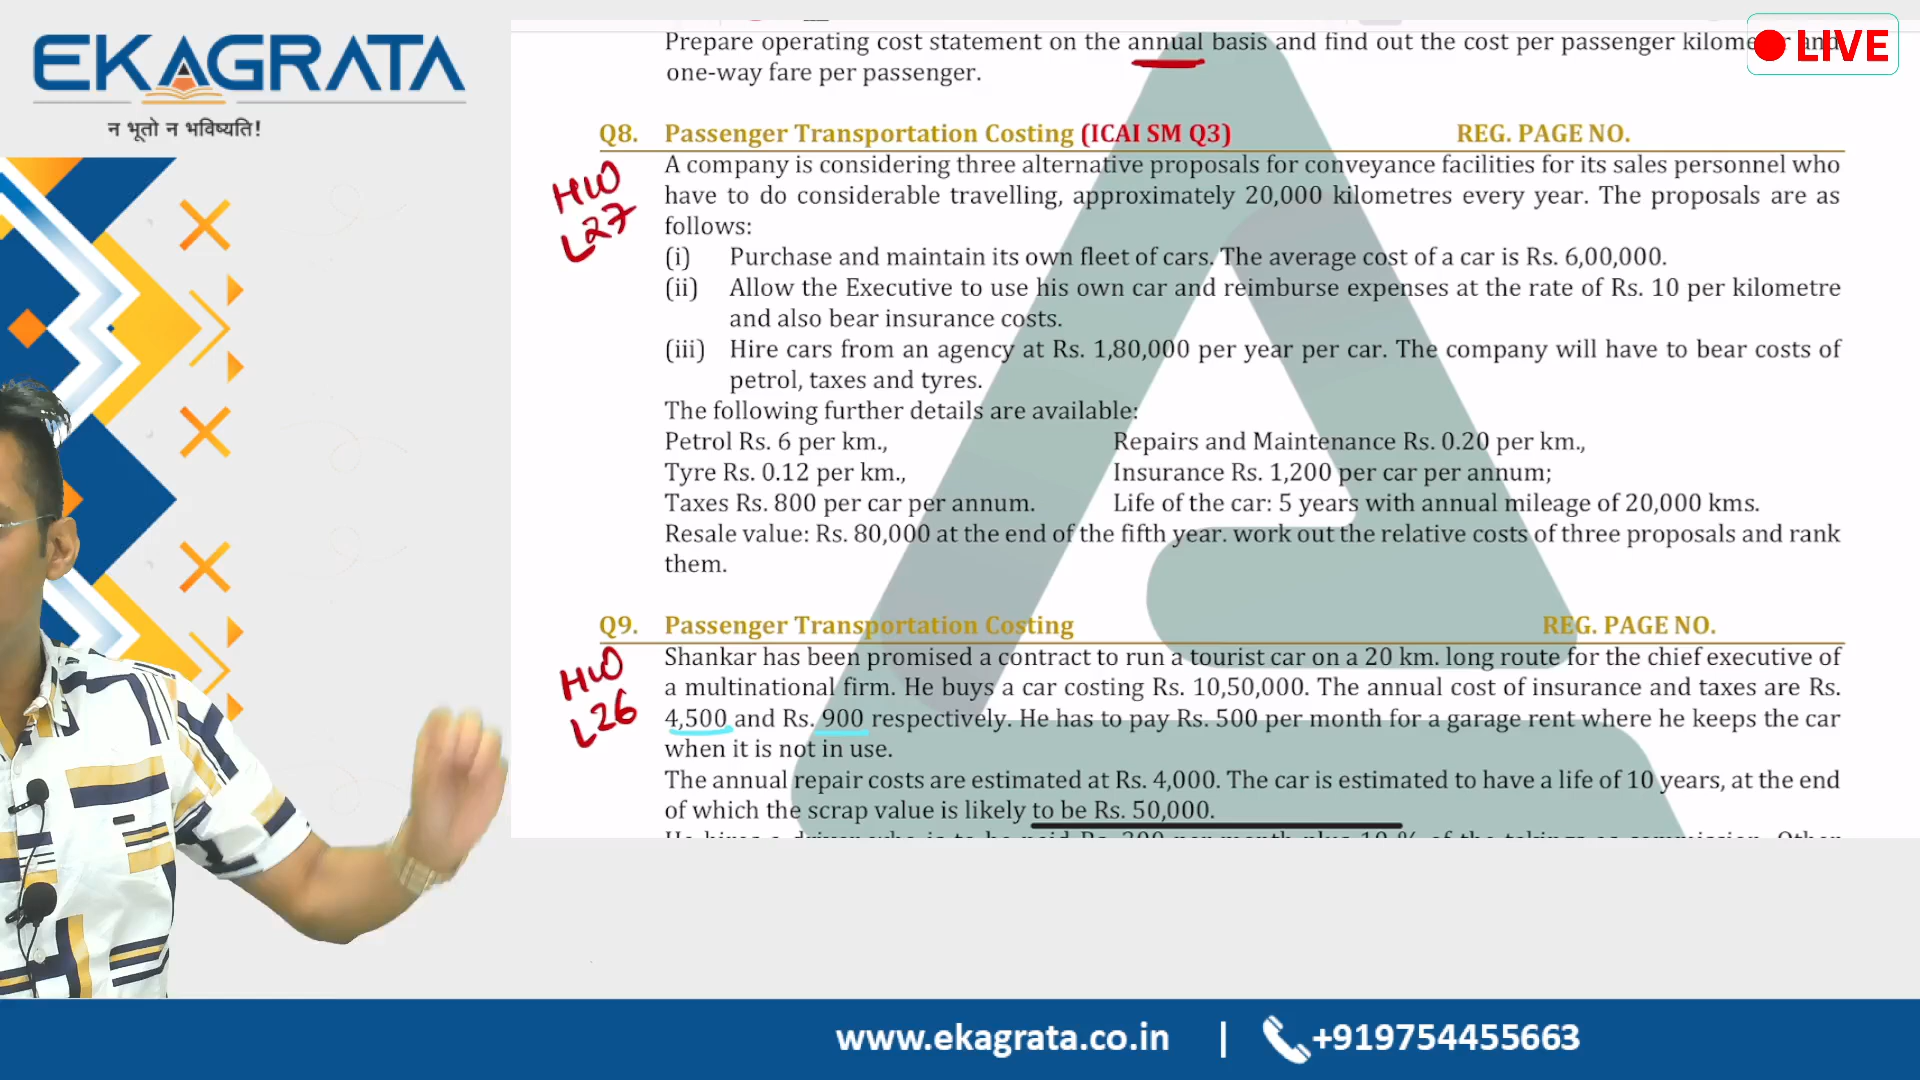 EKAGRATA
न भूतो न भविष्यति!
LIVE
Prepare operating cost statement on the annual basis and find out the cost per passenger
one-way fare per passenger.
Q8. Passenger Transportation Costing (ICAI SM Q3) REG. PAGE NO.
HW
L27
A company is considering three alternative proposals for conveyance facilities for its sales personnel who
have to do considerable travelling, approximately 20,000 kilometres every year. The proposals are as
follows:
(i) Purchase and maintain its own fleet of cars. The average cost of a car is Rs. 6,00,000.
(ii) Allow the Executive to use his own car and reimburse expenses at the rate of Rs. 10 per kilometre
and also bear insurance costs.
(iii) Hire cars from an agency at Rs. 1,80,000 per year per car. The company will have to bear costs of
petrol, taxes and tyres.
The following further details are available:
Petrol Rs. 6 per km., Repairs and Maintenance Rs. 0.20 per km.,
Tyre Rs. 0.12 per km., Insurance Rs. 1,200 per car per annum;
Taxes Rs. 800 per car per annum. Life of the car: 5 years with annual mileage of 20,000 kms.
Resale value: Rs. 80,000 at the end of the fifth year. work out the relative costs of three proposals and rank
them.
Q9. Passenger Transportation Costing REG. PAGE NO.
HW
L26
Shankar has been promised a contract to run a tourist car on a 20 km. long route for the chief executive of
a multinational firm. He buys a car costing Rs. 10,50,000. The annual cost of insurance and taxes are Rs.
4,500 and Rs. 900 respectively. He has to pay Rs. 500 per month for a garage rent where he keeps the car
when it is not in use.
The annual repair costs are estimated at Rs. 4,000. The car is estimated to have a life of 10 years, at the end
of which the scrap value is likely to be Rs. 50,000.
www.ekagrata.co.in | +919754455663